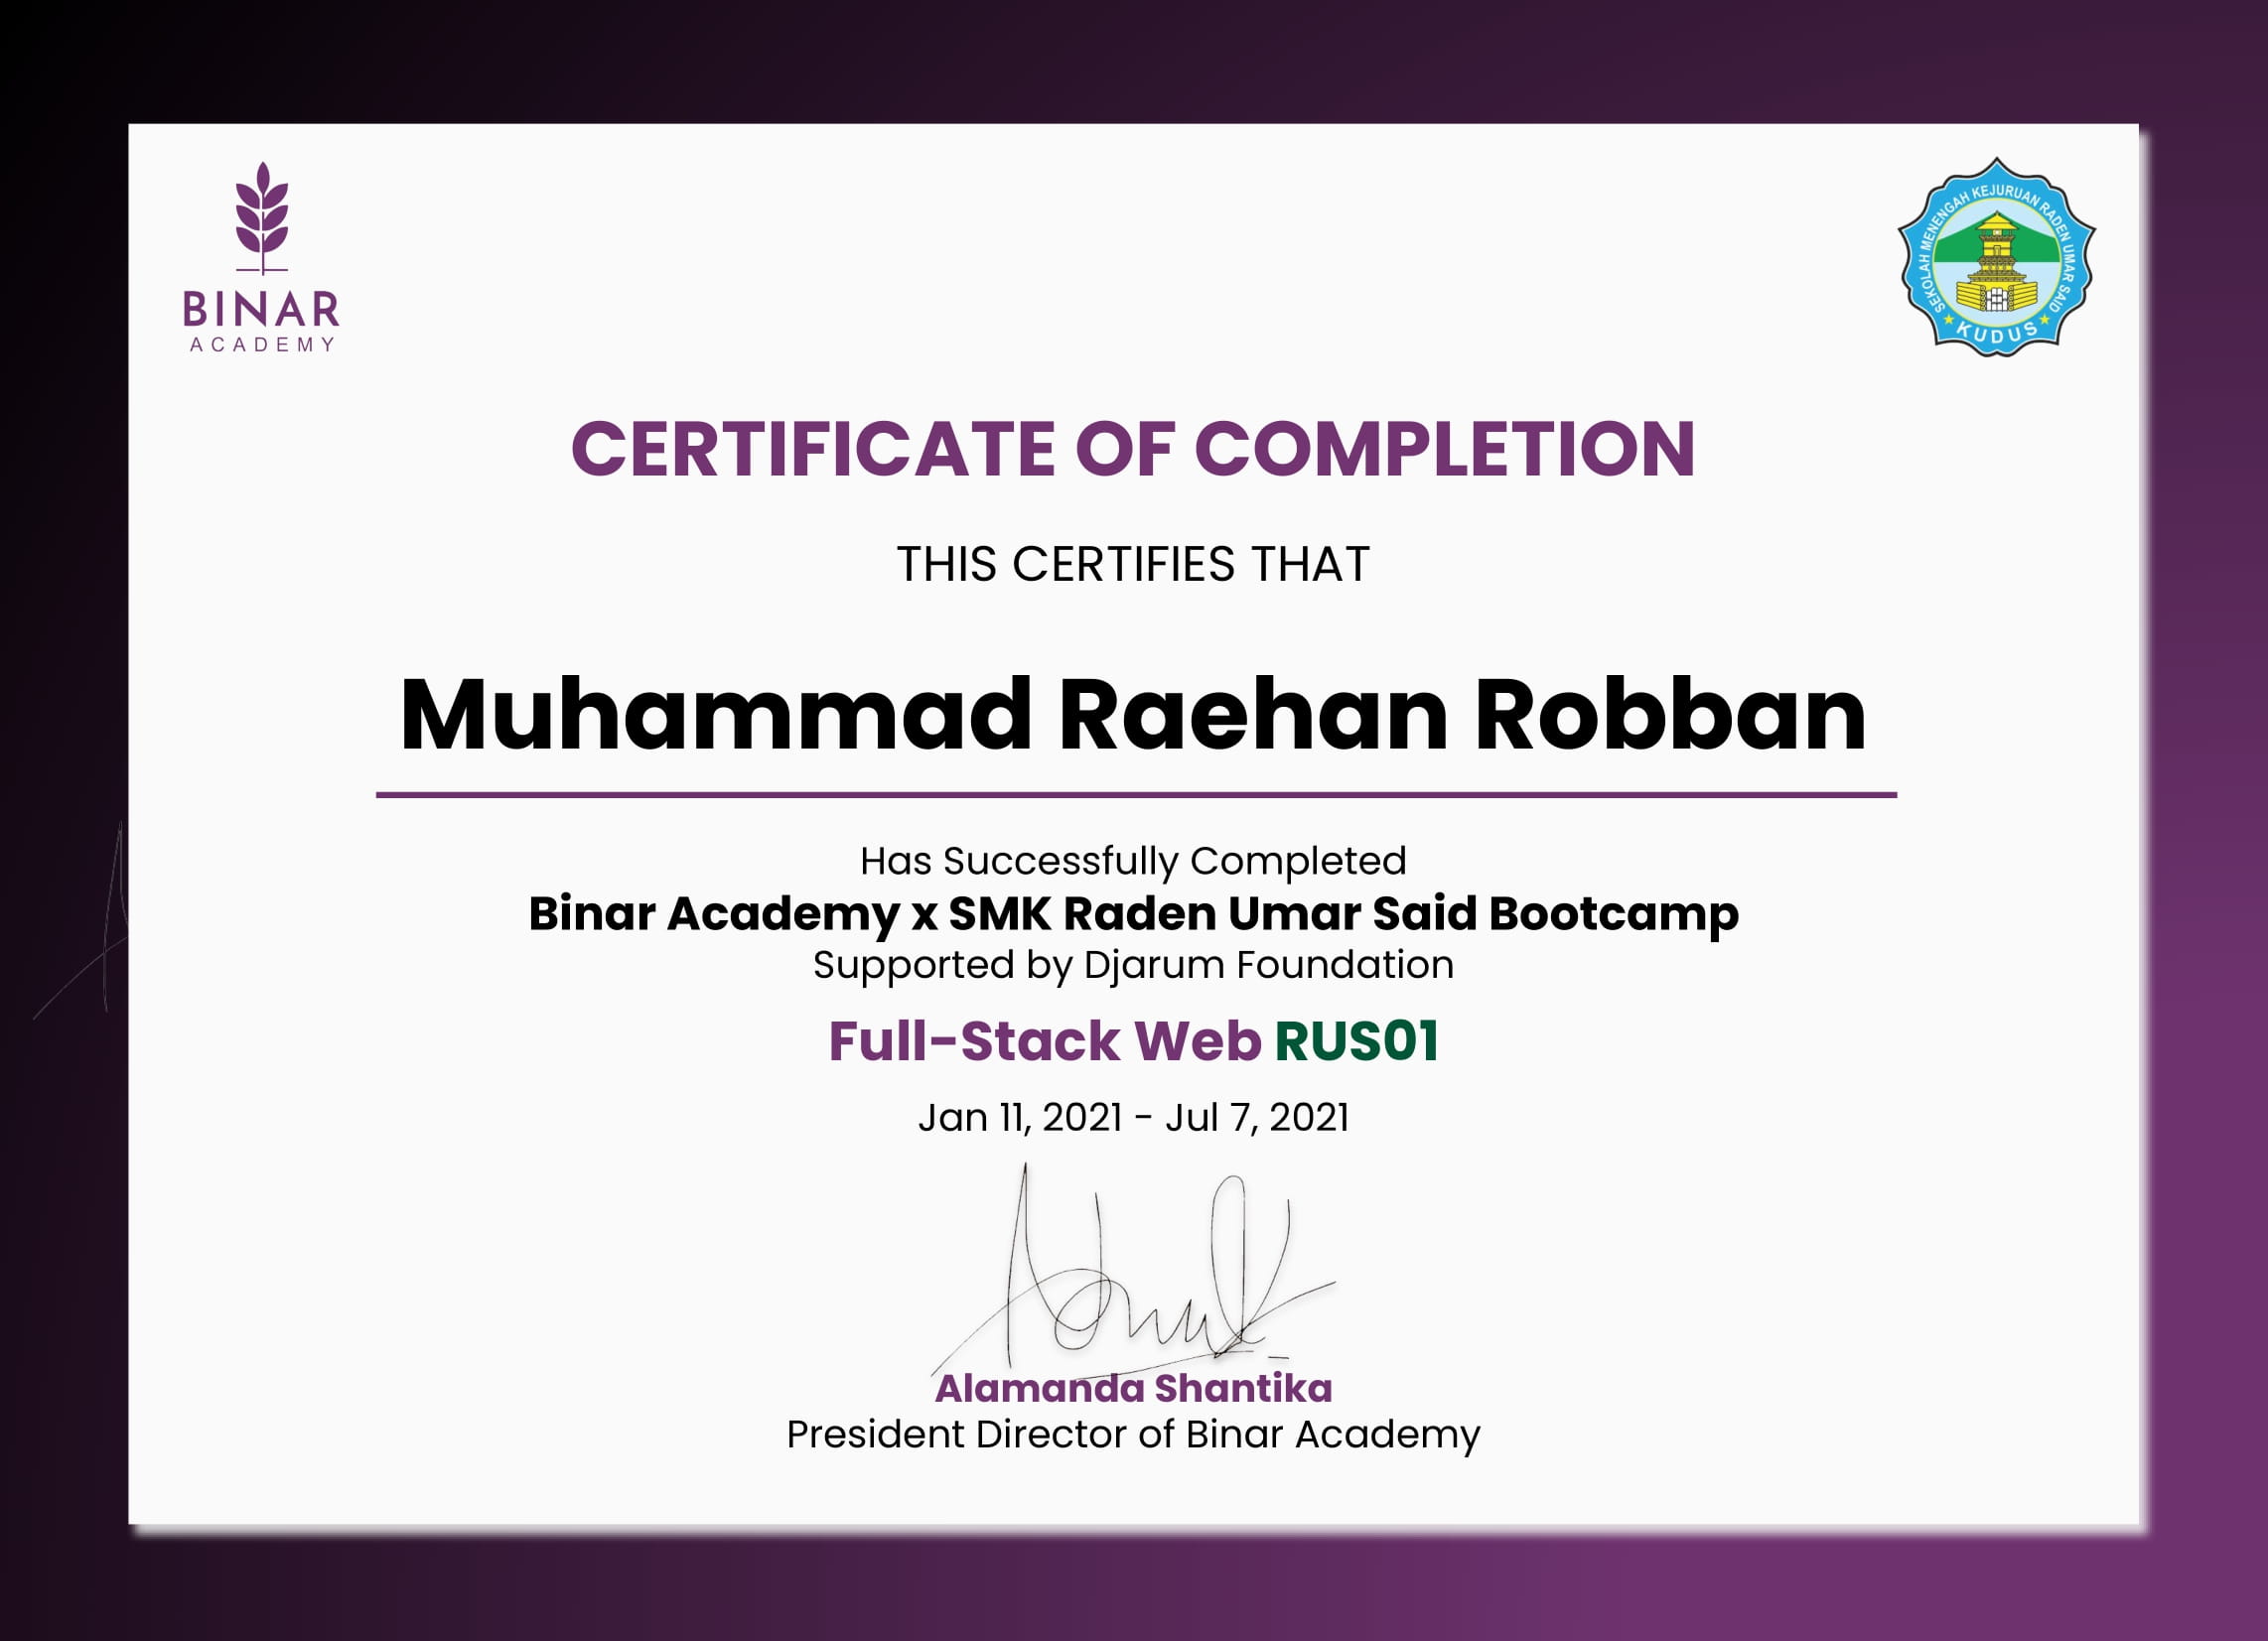 BINAR
ACADEMY
SEKOLAH MENENGAH KEJURUAN RADEN UMAR SAID
KUDUS
CERTIFICATE OF COMPLETION
THIS CERTIFIES THAT
Muhammad Raehan Robban
Has Successfully Completed
Binar Academy x SMK Raden Umar Said Bootcamp
Supported by Djarum Foundation
Full-Stack Web RUS01
Jan 11, 2021 - Jul 7, 2021
Alamanda Shantika
President Director of Binar Academy